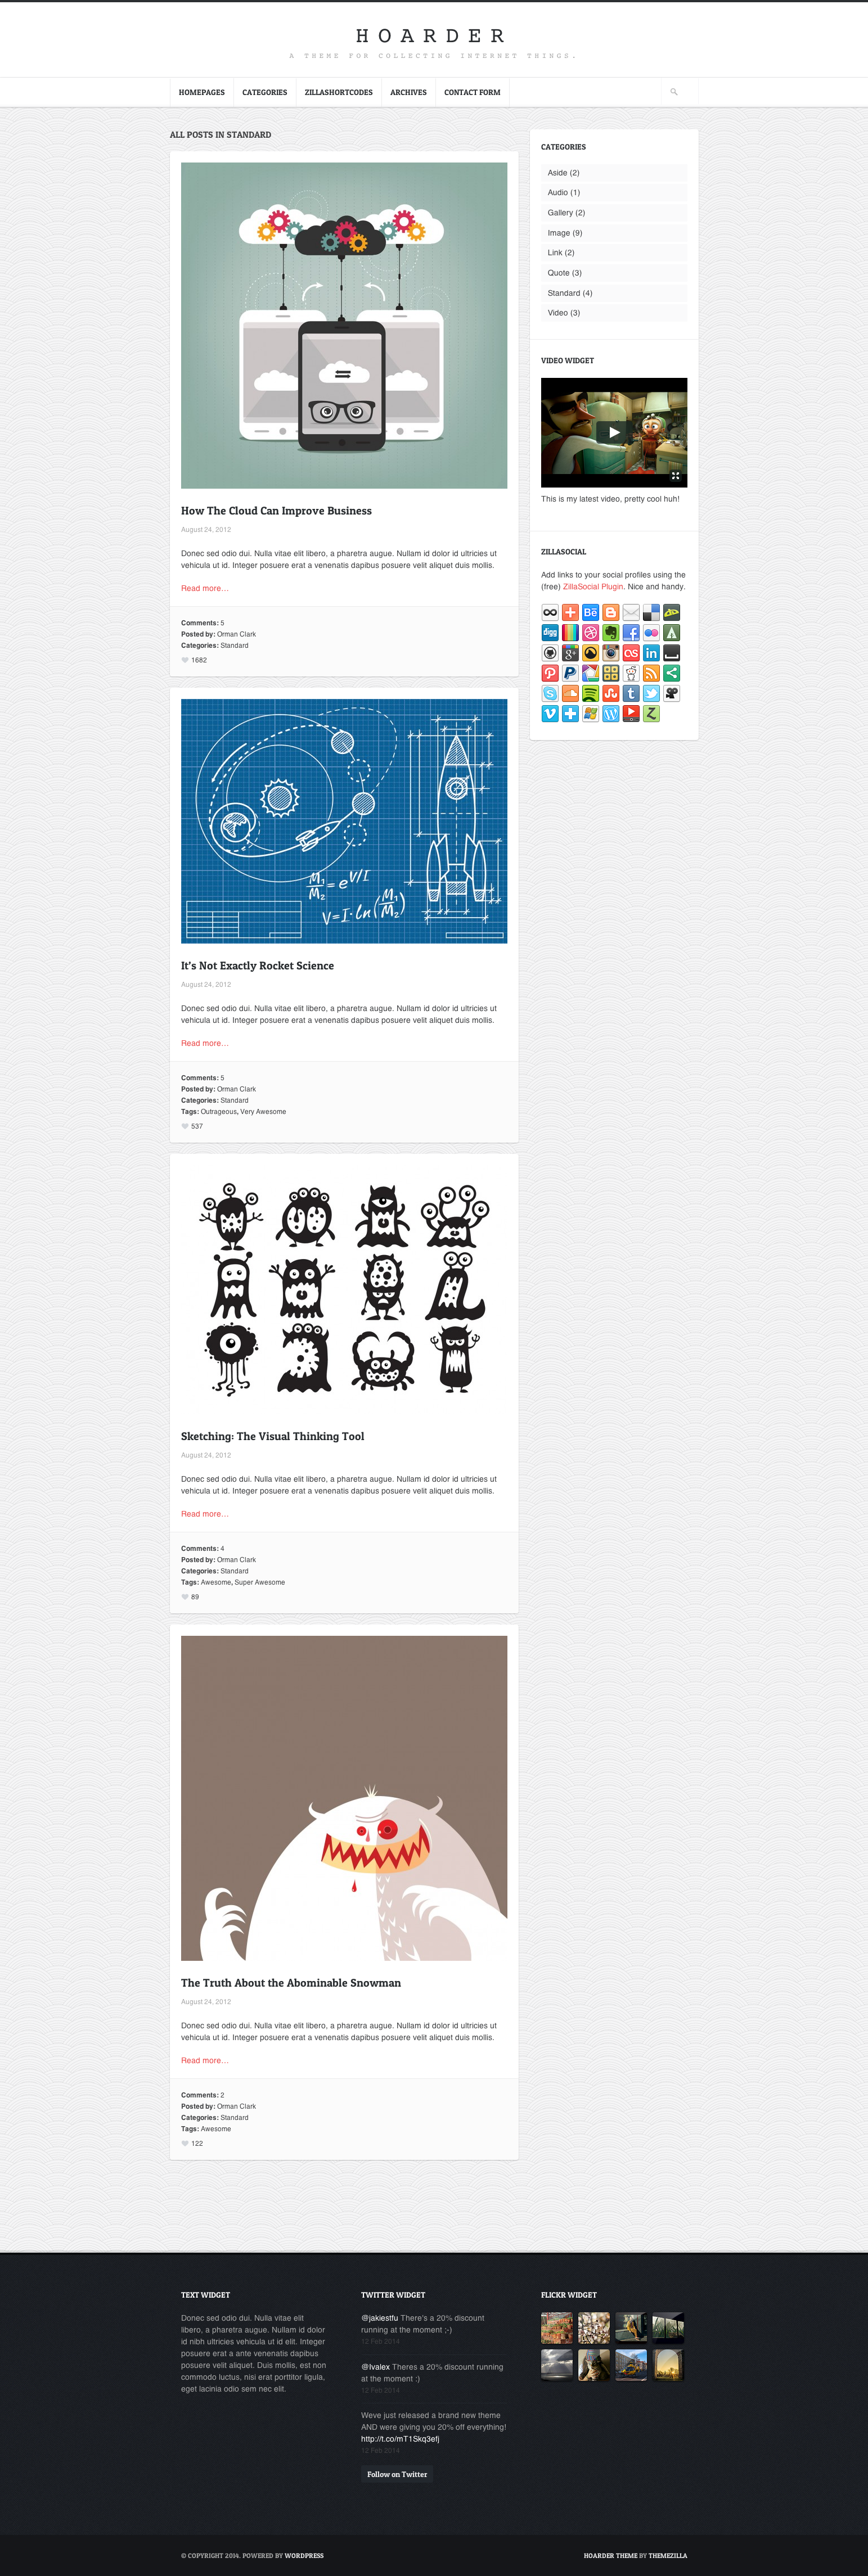 HOARDER
A THEME FOR COLLECTING INTERNET THINGS.
HOMEPAGES CATEGORIES ZILLASHORTCODES ARCHIVES CONTACT FORM
ALL POSTS IN STANDARD
How The Cloud Can Improve Business
August 24, 2012
Donec sed odio dui. Nulla vitae elit libero, a pharetra augue. Nullam id dolor id ultricies ut
vehicula ut id. Integer posuere erat a venenatis dapibus posuere velit aliquet duis mollis.
Read more...
Comments: 5
Posted by: Orman Clark
Categories: Standard
1682
M1/M2 = eV/I
V=I·ln(M1/M2)
It's Not Exactly Rocket Science
August 24, 2012
Donec sed odio dui. Nulla vitae elit libero, a pharetra augue. Nullam id dolor id ultricies ut
vehicula ut id. Integer posuere erat a venenatis dapibus posuere velit aliquet duis mollis.
Read more...
Comments: 5
Posted by: Orman Clark
Categories: Standard
Tags: Outrageous, Very Awesome
537
Sketching: The Visual Thinking Tool
August 24, 2012
Donec sed odio dui. Nulla vitae elit libero, a pharetra augue. Nullam id dolor id ultricies ut
vehicula ut id. Integer posuere erat a venenatis dapibus posuere velit aliquet duis mollis.
Read more...
Comments: 4
Posted by: Orman Clark
Categories: Standard
Tags: Awesome, Super Awesome
89
The Truth About the Abominable Snowman
August 24, 2012
Donec sed odio dui. Nulla vitae elit libero, a pharetra augue. Nullam id dolor id ultricies ut
vehicula ut id. Integer posuere erat a venenatis dapibus posuere velit aliquet duis mollis.
Read more...
Comments: 2
Posted by: Orman Clark
Categories: Standard
Tags: Awesome
122
CATEGORIES
Aside (2)
Audio (1)
Gallery (2)
Image (9)
Link (2)
Quote (3)
Standard (4)
Video (3)
VIDEO WIDGET
This is my latest video, pretty cool huh!
ZILLASOCIAL
Add links to your social profiles using the
(free) ZillaSocial Plugin. Nice and handy.
TEXT WIDGET
Donec sed odio dui. Nulla vitae elit
libero, a pharetra augue. Nullam id dolor
id nibh ultricies vehicula ut id elit. Integer
posuere erat a ante venenatis dapibus
posuere velit aliquet. Duis mollis, est non
commodo luctus, nisi erat porttitor ligula,
eget lacinia odio sem nec elit.
TWITTER WIDGET
@jakiestfu There's a 20% discount
running at the moment ;-)
12 Feb 2014
@Ivalex Theres a 20% discount running
at the moment :)
12 Feb 2014
Weve just released a brand new theme
AND were giving you 20% off everything!
http://t.co/mT1Skq3efj
12 Feb 2014
Follow on Twitter
FLICKR WIDGET
© COPYRIGHT 2014. POWERED BY WORDPRESS
HOARDER THEME BY THEMEZILLA